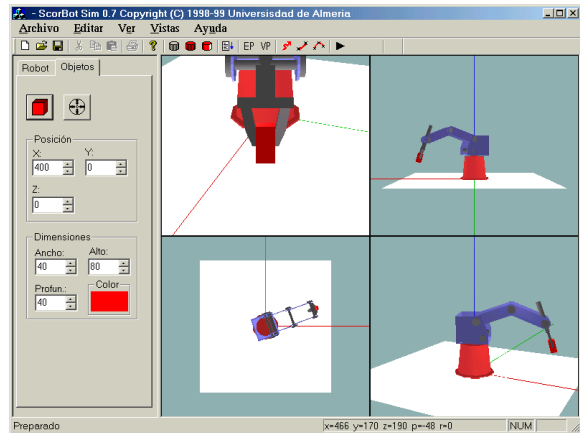 - ScorBot Sim 0.7 Copyright (C) 1998-99 Universisdad de Almeria
Archivo Editar Ver Vistas Ayuda
EP VP
Robot Objetos
Posición
X: Y:
400 0
Z:
0
Dimensiones
Ancho: Alto:
40 80
Profun.: Color
40
Preparado x=466 y=170 z=190 p=-48 r=0 NUM